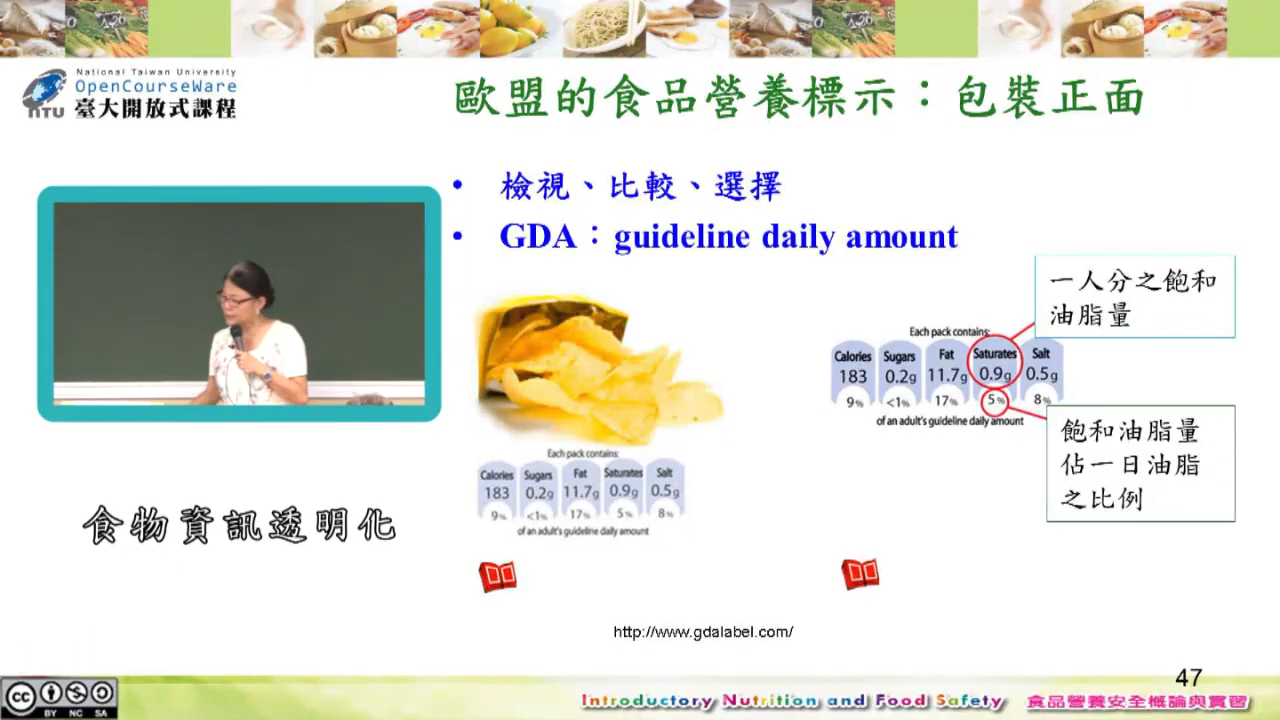 National Taiwan University
OpenCourseWare
NTU 臺大開放式課程
歐盟的食品營養標示：包裝正面
• 檢視、比較、選擇
• GDA：guideline daily amount
一人分之飽和
油脂量
Each pack contains:
Calories Sugars Fat Saturates Salt
183 0.2g 11.7g 0.9g 0.5g
9% <1% 17% 5% 8%
of an adult's guideline daily amount
飽和油脂量
佔一日油脂
之比例
Each pack contains:
Calories Sugars Fat Saturates Salt
183 0.2g 11.7g 0.9g 0.5g
9% <1% 17% 5% 8%
of an adult's guideline daily amount
食物資訊透明化
http://www.gdalabel.com/
47
cc BY NC SA
Introductory Nutrition and Food Safety 食品營養安全概論與實習